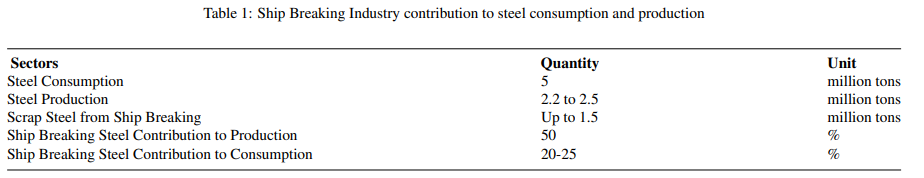 Table 1: Ship Breaking Industry contribution to steel consumption and production
Sectors Quantity Unit
Steel Consumption 5 million tons
Steel Production 2.2 to 2.5 million tons
Scrap Steel from Ship Breaking Up to 1.5 million tons
Ship Breaking Steel Contribution to Production 50 %
Ship Breaking Steel Contribution to Consumption 20-25 %